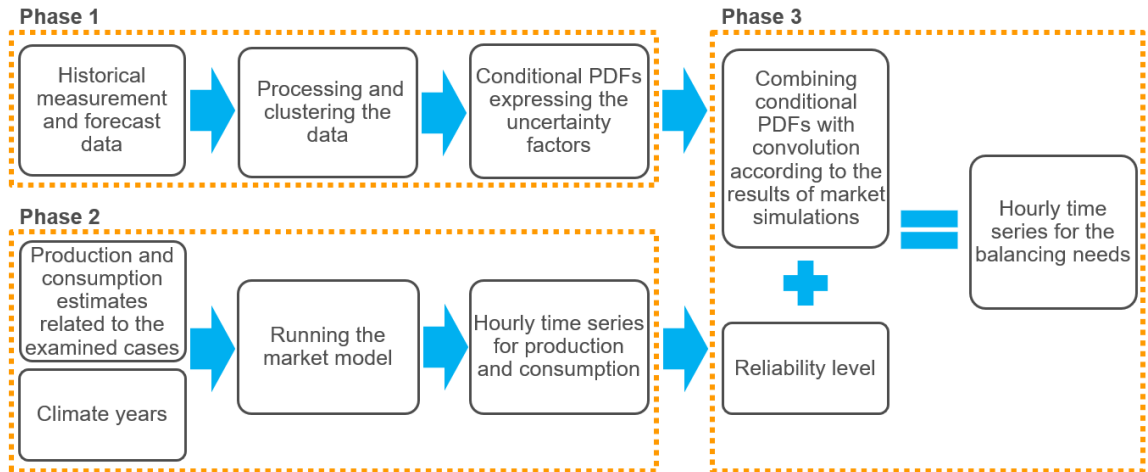 Phase 1
Historical
measurement
and forecast
data
Processing and
clustering the
data
Conditional PDFs
expressing the
uncertainty
factors
Phase 2
Production and
consumption
estimates
related to the
examined cases
Climate years
Running the
market model
Hourly time series
for production
and consumption
Phase 3
Combining
conditional
PDFs with
convolution
according to the
results of market
simulations
Reliability level
Hourly time
series for the
balancing needs